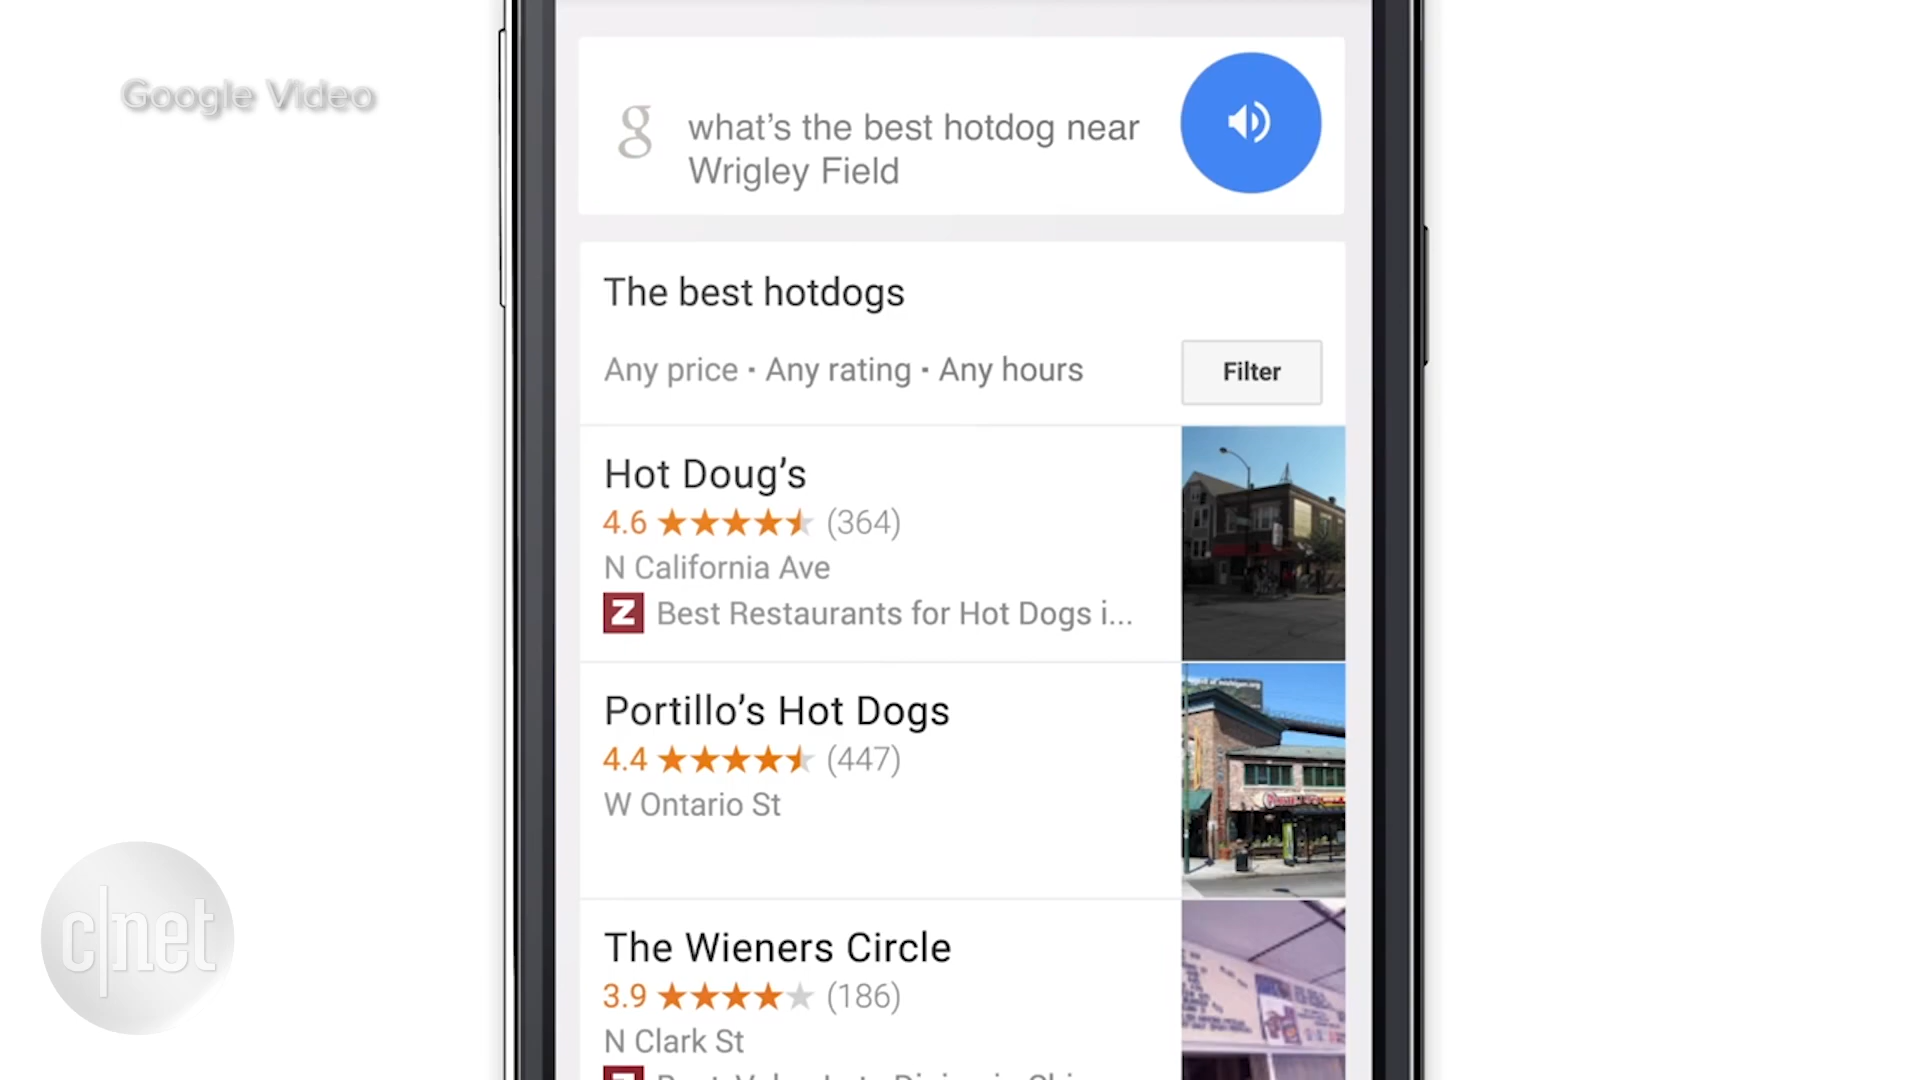 Google Video
g
what's the best hotdog near
Wrigley Field
The best hotdogs
Any price · Any rating · Any hours
Filter
Hot Doug's
4.6 (364)
N California Ave
Z Best Restaurants for Hot Dogs i...
Portillo's Hot Dogs
4.4 (447)
W Ontario St
The Wieners Circle
3.9 (186)
N Clark St
c|net